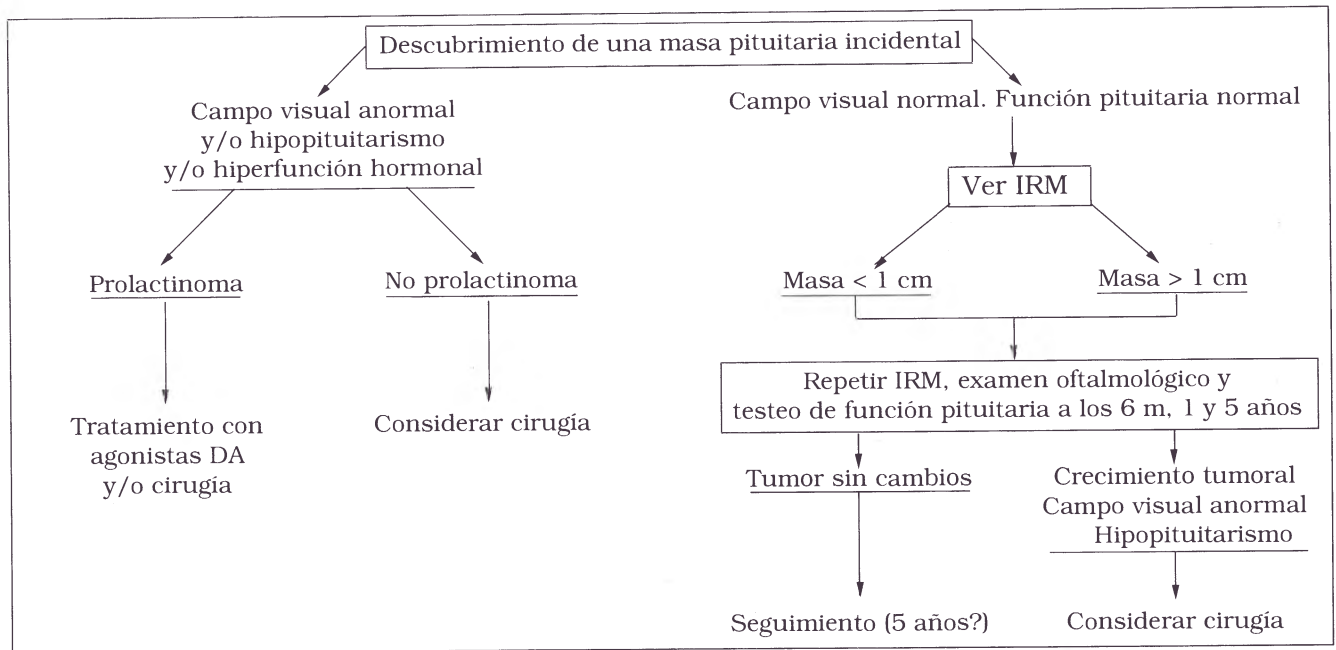 Descubrimiento de una masa pituitaria incidental
Campo visual anormal
y/o hipopituitarismo
y/o hiperfunción hormonal
Campo visual normal. Función pituitaria normal
Ver IRM
Prolactinoma
No prolactinoma
Masa < 1 cm
Masa > 1 cm
Repetir IRM, examen oftalmológico y
testeo de función pituitaria a los 6 m, 1 y 5 años
Tratamiento con
agonistas DA
y/o cirugía
Considerar cirugía
Tumor sin cambios
Crecimiento tumoral
Campo visual anormal
Hipopituitarismo
Seguimiento (5 años?)
Considerar cirugía